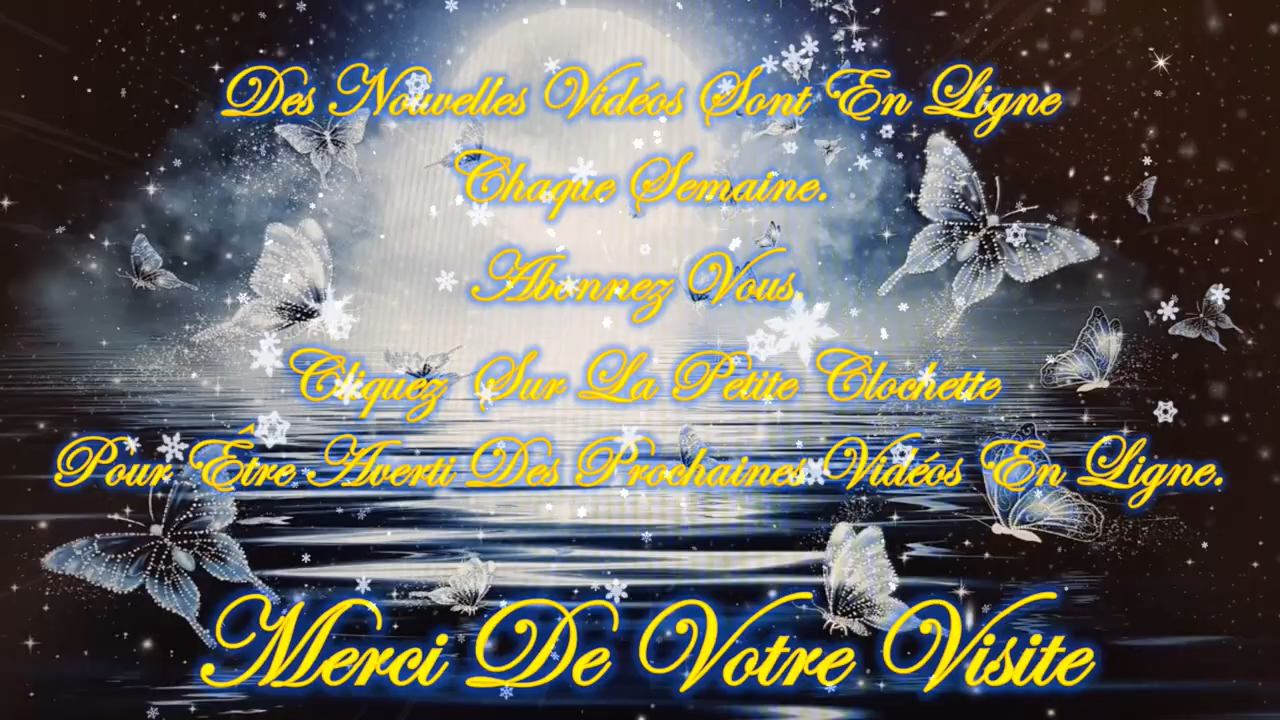 Des Nouvelles Vidéos Sont En Ligne
Chaque Semaine.
Abonnez Vous.
Cliquez Sur La Petite Clochette
Pour Être Averti Des Prochaines Vidéos En Ligne.
Merci De Votre Visite